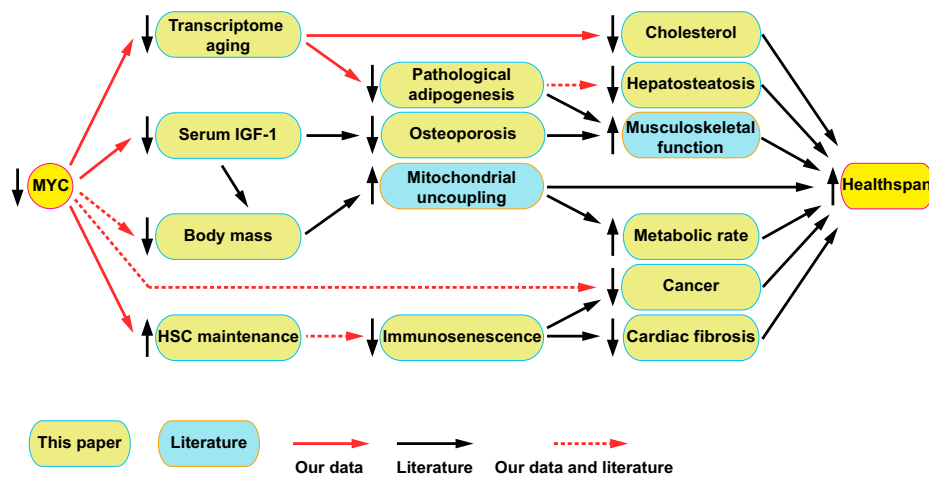 Transcriptome
aging
Cholesterol
Pathological
adipogenesis
Hepatosteatosis
Serum IGF-1
Osteoporosis
Musculoskeletal
function
MYC
Mitochondrial
uncoupling
Healthspan
Body mass
Metabolic rate
Cancer
HSC maintenance
Immunosenescence
Cardiac fibrosis
This paper
Literature
Our data
Literature
Our data and literature